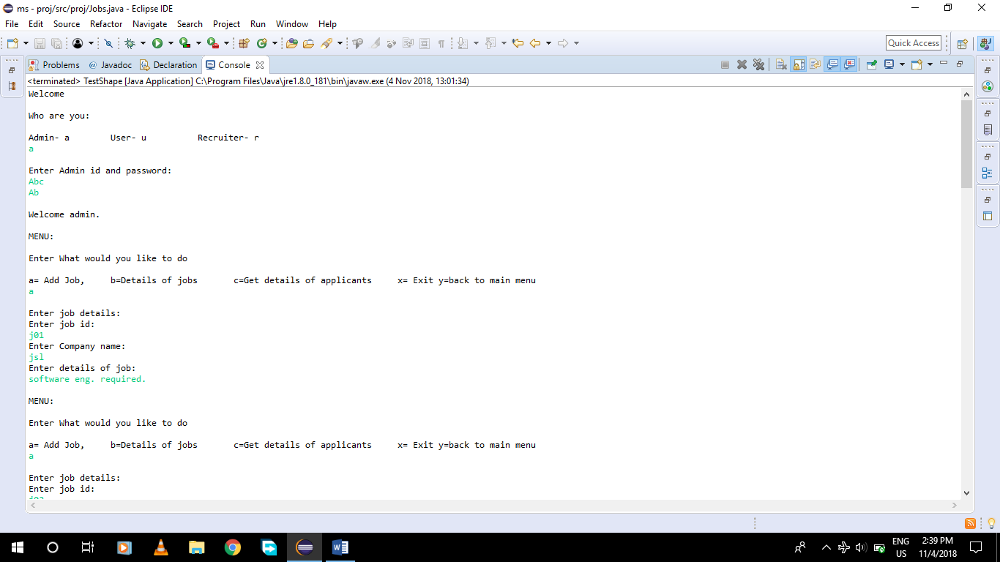 ms - proj/src/proj/Jobs.java - Eclipse IDE
File Edit Source Refactor Navigate Search Project Run Window Help
Quick Access
Problems @ Javadoc Declaration Console
<terminated> TestShape [Java Application] C:\Program Files\Java\jre1.8.0_181\bin\javaw.exe (4 Nov 2018, 13:01:34)
Welcome
Who are you:
Admin- a User- u Recruiter- r
a
Enter Admin id and password:
Abc
Ab
Welcome admin.
MENU:
Enter What would you like to do
a= Add Job, b=Details of jobs c=Get details of applicants x= Exit y=back to main menu
a
Enter job details:
Enter job id:
j01
Enter Company name:
jsl
Enter details of job:
software eng. required.
MENU:
Enter What would you like to do
a= Add Job, b=Details of jobs c=Get details of applicants x= Exit y=back to main menu
a
Enter job details:
Enter job id:
ENG 2:39 PM
US 11/4/2018